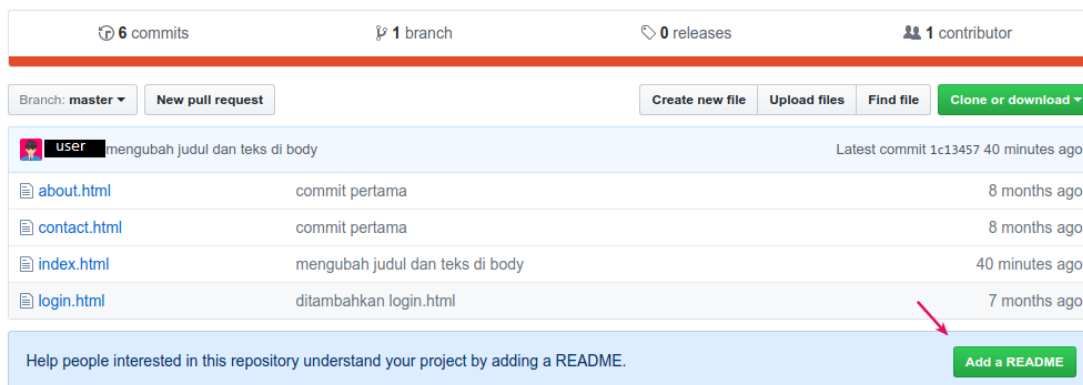 6 commits 1 branch 0 releases 1 contributor
Branch: master New pull request Create new file Upload files Find file Clone or download
user mengubah judul dan teks di body Latest commit 1c13457 40 minutes ago
about.html commit pertama 8 months ago
contact.html commit pertama 8 months ago
index.html mengubah judul dan teks di body 40 minutes ago
login.html ditambahkan login.html 7 months ago
Help people interested in this repository understand your project by adding a README. Add a README